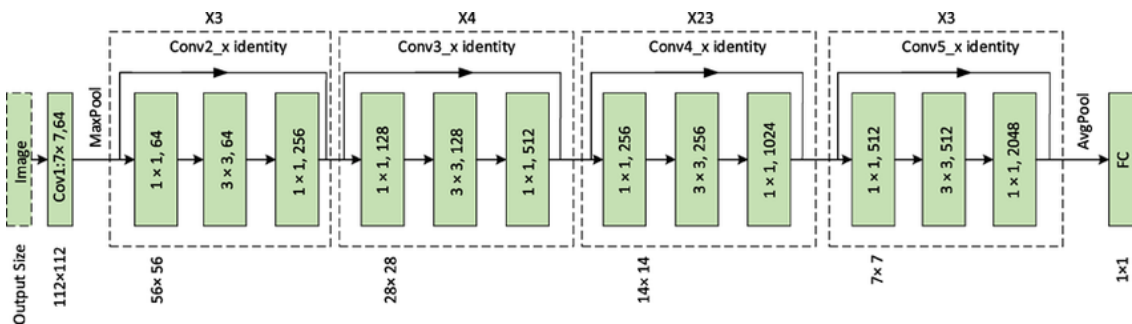 X3
X4
X23
X3
Conv2_x identity
Conv3_x identity
Conv4_x identity
Conv5_x identity
Image
Cov1:7× 7,64
MaxPool
1 × 1, 64
3 × 3, 64
1 × 1, 256
1 × 1, 128
3 × 3, 128
1 × 1, 512
1 × 1, 256
3 × 3, 256
1 × 1, 1024
1 × 1, 512
3 × 3, 512
1 × 1, 2048
AvgPool
FC
Output Size
112×112
56× 56
28× 28
14× 14
7× 7
1×1